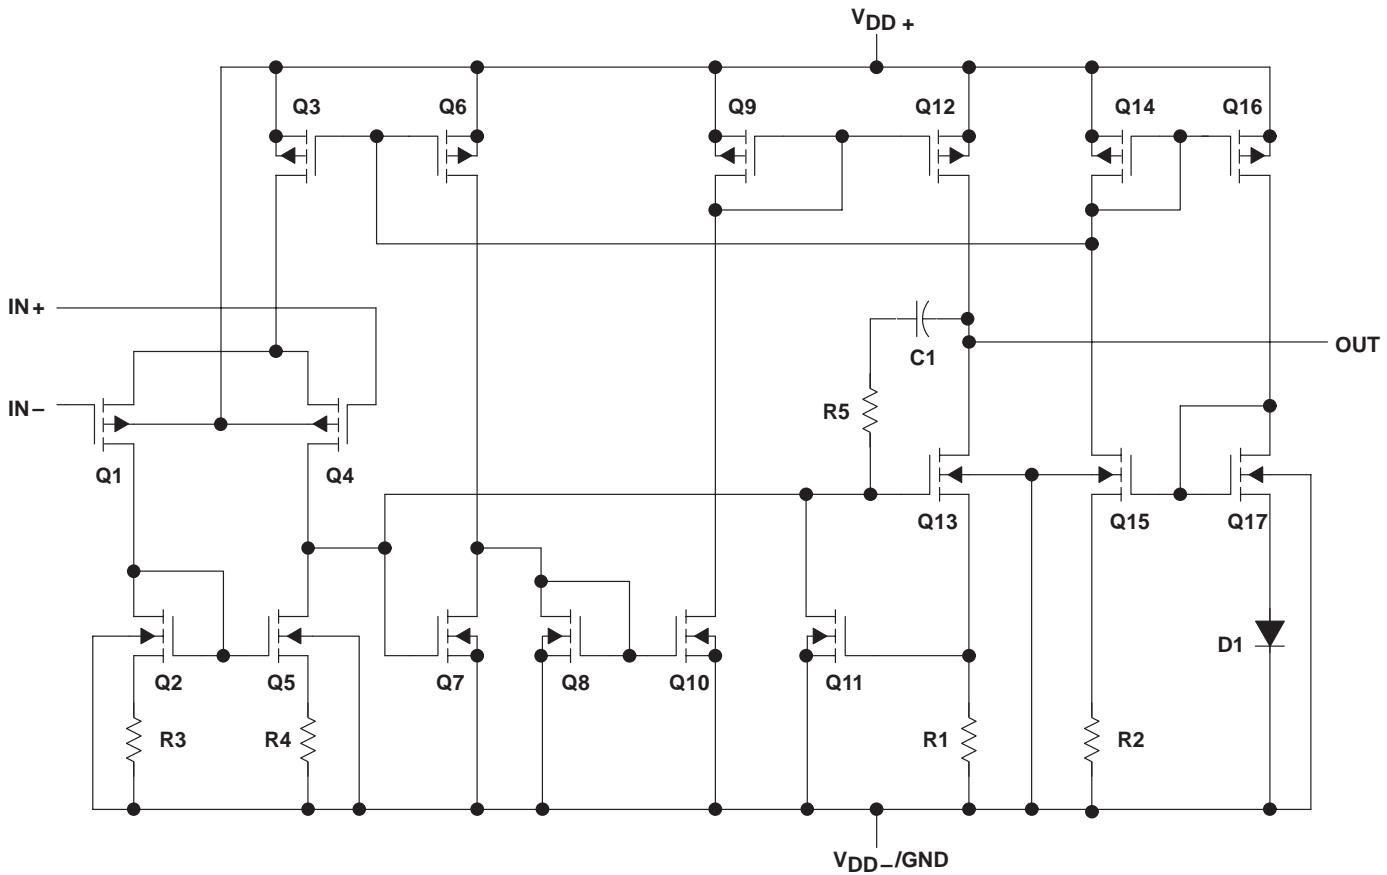 VDD+
Q3
Q6
Q9
Q12
Q14
Q16
IN+
OUT
C1
IN−
R5
Q1
Q4
Q13
Q15
Q17
D1
Q2
Q5
Q7
Q8
Q10
Q11
R3
R4
R1
R2
VDD−/GND